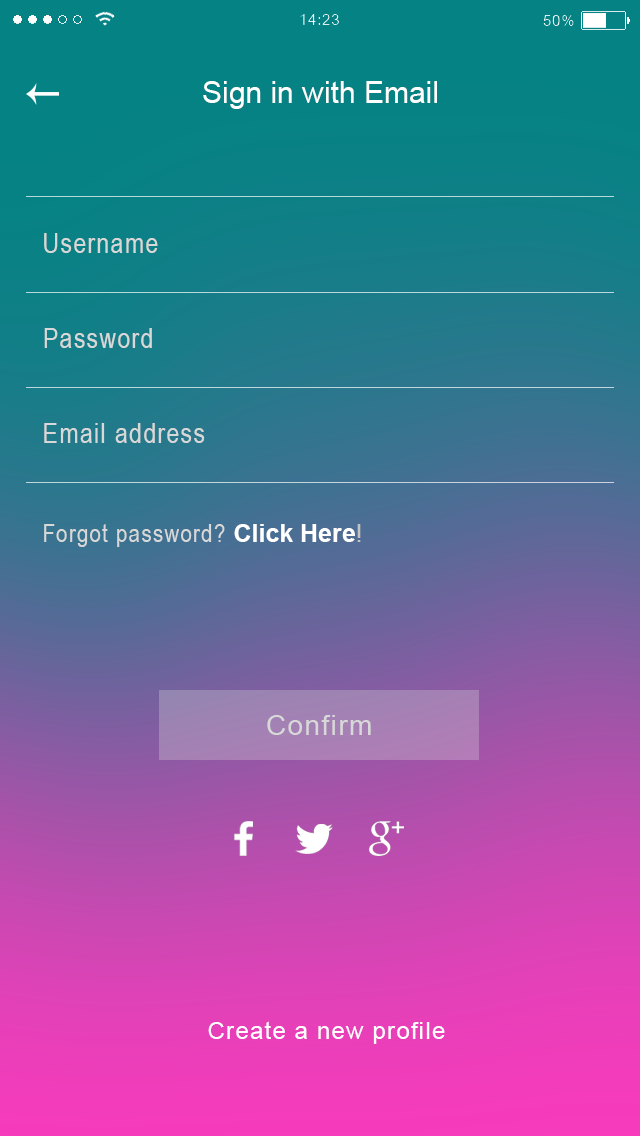 14:23
50%
Sign in with Email
Username
Password
Email address
Forgot password? Click Here!
Confirm
f g+
Create a new profile